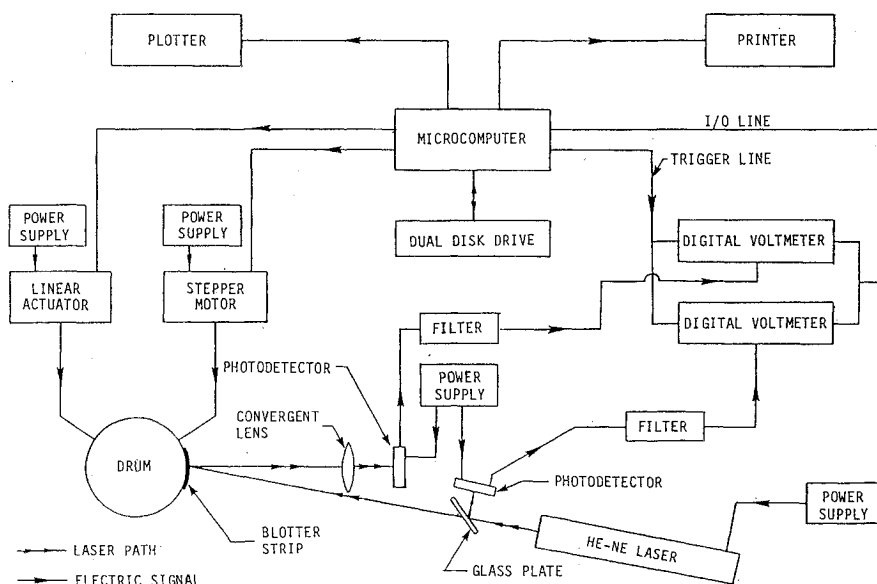 PLOTTER
PRINTER
MICROCOMPUTER
I/O LINE
TRIGGER LINE
POWER
SUPPLY
POWER
SUPPLY
DUAL DISK DRIVE
DIGITAL VOLTMETER
LINEAR
ACTUATOR
STEPPER
MOTOR
FILTER
DIGITAL VOLTMETER
PHOTODETECTOR
POWER
SUPPLY
CONVERGENT
LENS
FILTER
DRUM
PHOTODETECTOR
POWER
SUPPLY
BLOTTER
STRIP
HE-NE LASER
LASER PATH
GLASS PLATE
ELECTRIC SIGNAL